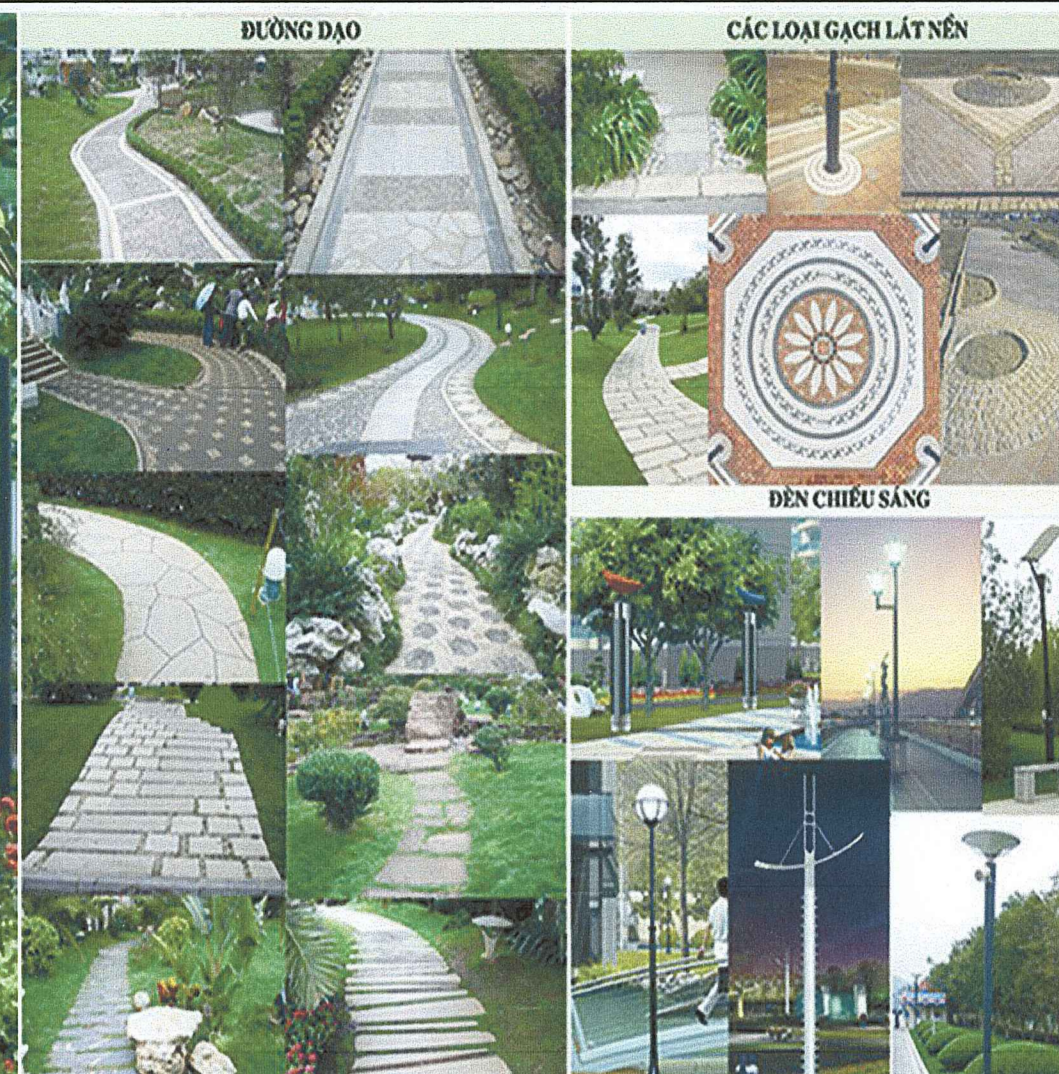 ĐƯỜNG DẠO
CÁC LOẠI GẠCH LÁT NỀN
ĐÈN CHIẾU SÁNG